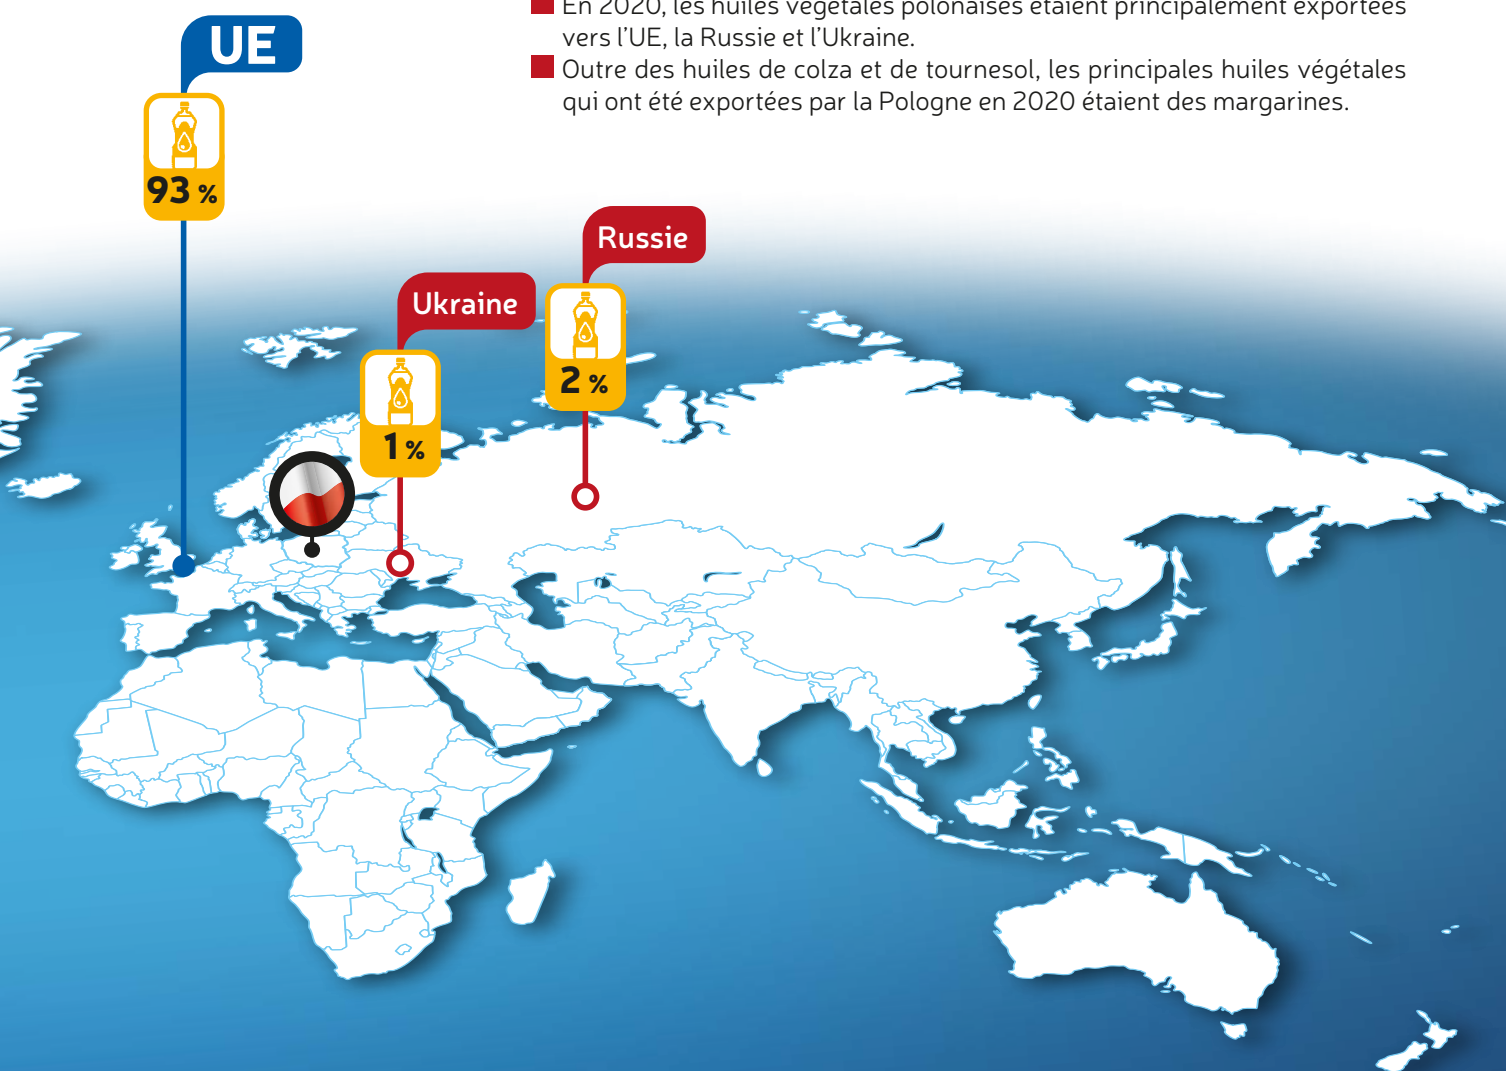 En 2020, les huiles végétales polonaises étaient principalement exportées
vers l'UE, la Russie et l'Ukraine.
Outre des huiles de colza et de tournesol, les principales huiles végétales
qui ont été exportées par la Pologne en 2020 étaient des margarines.
UE
93 %
Russie
2 %
Ukraine
1 %